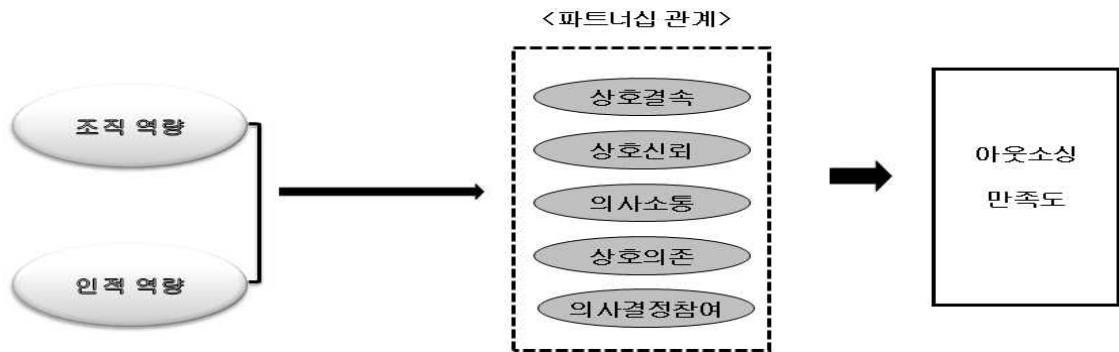 <파트너십 관계>
조직 역량
인적 역량
상호결속
상호신뢰
의사소통
상호의존
의사결정참여
아웃소싱
만족도